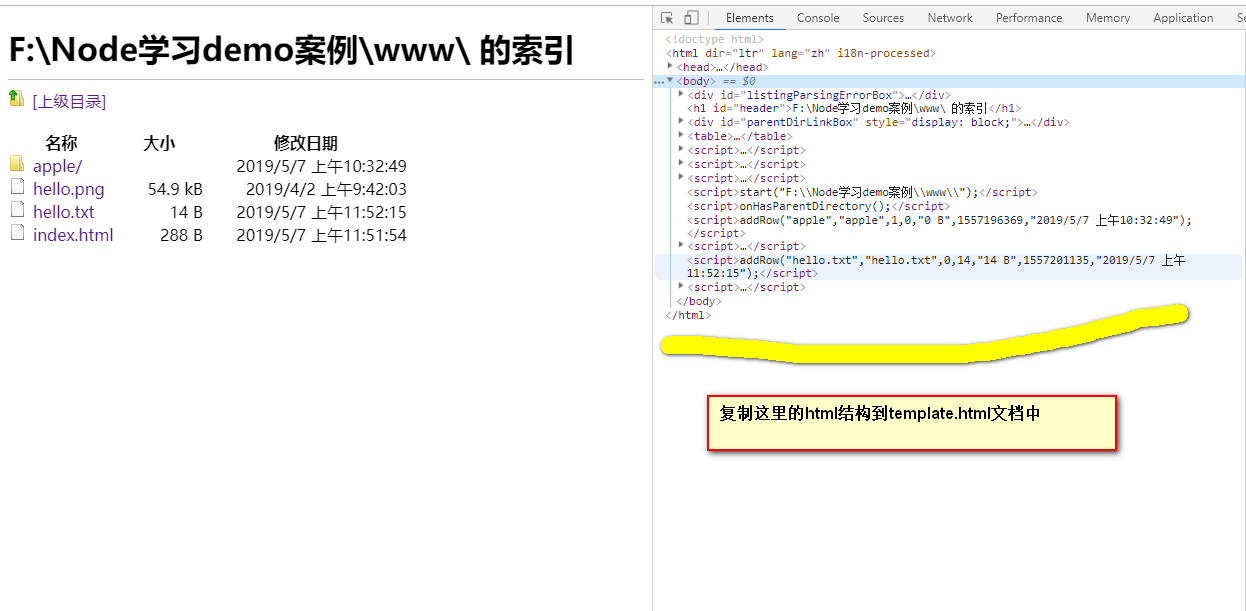 F:\Node学习demo案例\www\ 的索引
[上级目录]
名称 大小 修改日期
apple/ 2019/5/7 上午10:32:49
hello.png 54.9 kB 2019/4/2 上午9:42:03
hello.txt 14 B 2019/5/7 上午11:52:15
index.html 288 B 2019/5/7 上午11:51:54
Elements Console Sources Network Performance Memory Application Se
<!doctype html>
<html dir="ltr" lang="zh" i18n-processed>
<head>…</head>
<body> == $0
<div id="listingParsingErrorBox">…</div>
<h1 id="header">F:\Node学习demo案例\www\ 的索引</h1>
<div id="parentDirLinkBox" style="display: block;">…</div>
<table>…</table>
<script>…</script>
<script>…</script>
<script>…</script>
<script>start("F:\\Node学习demo案例\\www\\");</script>
<script>onHasParentDirectory();</script>
<script>addRow("apple","apple",1,0,"0 B",1557196369,"2019/5/7 上午10:32:49");
</script>
<script>…</script>
<script>addRow("hello.txt","hello.txt",0,14,"14 B",1557201135,"2019/5/7 上午
11:52:15");</script>
<script>…</script>
</body>
</html>
复制这里的html结构到template.html文档中